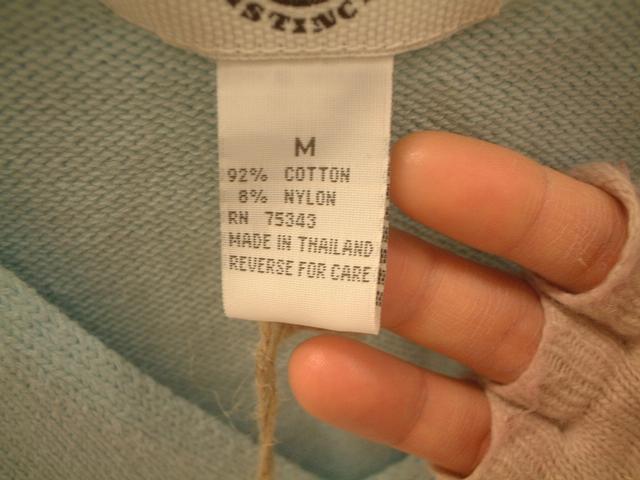 M
92% COTTON
8% NYLON
RN 75343
MADE IN THAILAND
REVERSE FOR CARE